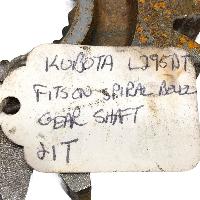 KUBOTA L295DT
FITS ON SPIRAL BEVEL
GEAR SHAFT
21T